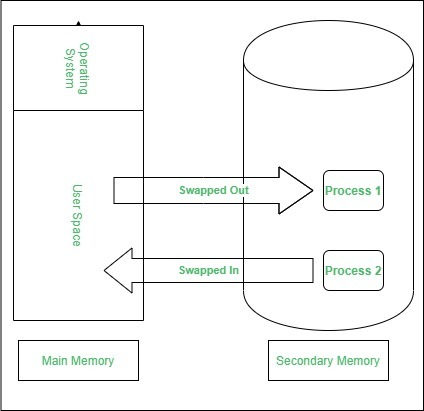 Operating
System
User Space
Swapped Out
Process 1
Swapped In
Process 2
Main Memory
Secondary Memory